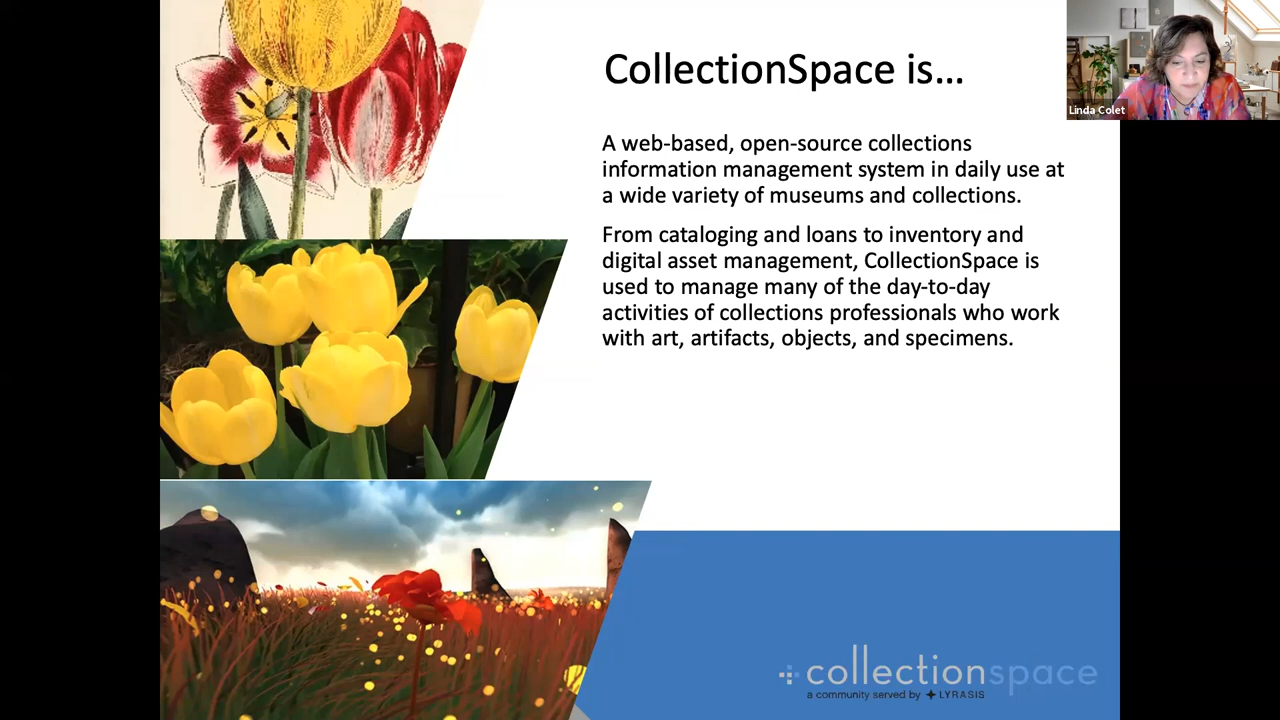 CollectionSpace is…
Linda Colet
A web-based, open-source collections
information management system in daily use at
a wide variety of museums and collections.
From cataloging and loans to inventory and
digital asset management, CollectionSpace is
used to manage many of the day-to-day
activities of collections professionals who work
with art, artifacts, objects, and specimens.
collectionspace
a community served by LYRASIS